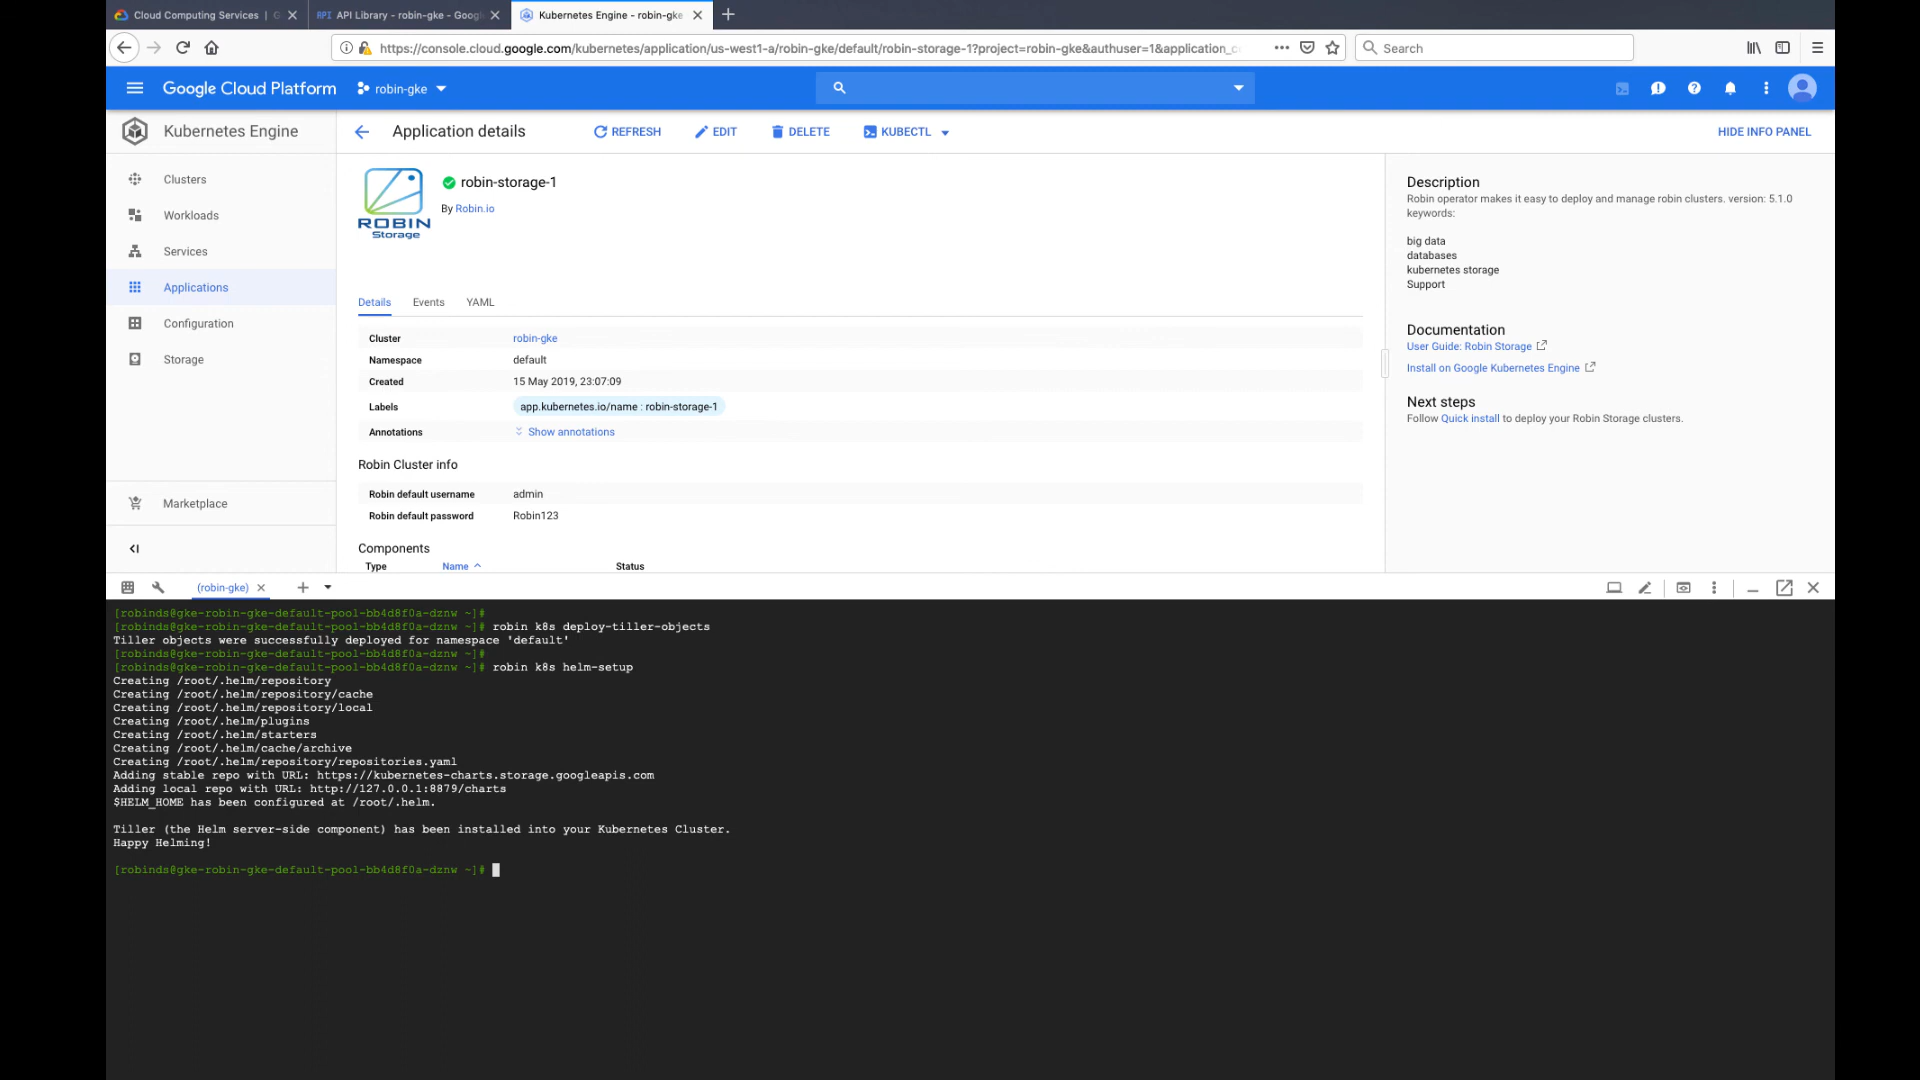 Cloud Computing Services | G
API API Library - robin-gke - Googl
Kubernetes Engine - robin-gke
https://console.cloud.google.com/kubernetes/application/us-west1-a/robin-gke/default/robin-storage-1?project=robin-gke&authuser=1&application_c
Search
Google Cloud Platform
robin-gke
Kubernetes Engine
Application details
REFRESH
EDIT
DELETE
KUBECTL
HIDE INFO PANEL
Clusters
Workloads
Services
Applications
Configuration
Storage
Marketplace
ROBIN
Storage
robin-storage-1
By Robin.io
Details Events YAML
Cluster robin-gke
Namespace default
Created 15 May 2019, 23:07:09
Labels app.kubernetes.io/name : robin-storage-1
Annotations Show annotations
Robin Cluster info
Robin default username admin
Robin default password Robin123
Components
Type Name Status
Description
Robin operator makes it easy to deploy and manage robin clusters. version: 5.1.0
keywords:
big data
databases
kubernetes storage
Support
Documentation
User Guide: Robin Storage
Install on Google Kubernetes Engine
Next steps
Follow Quick install to deploy your Robin Storage clusters.
(robin-gke)
[robinds@gke-robin-gke-default-pool-bb4d8f0a-dznw ~]#
[robinds@gke-robin-gke-default-pool-bb4d8f0a-dznw ~]# robin k8s deploy-tiller-objects
Tiller objects were successfully deployed for namespace 'default'
[robinds@gke-robin-gke-default-pool-bb4d8f0a-dznw ~]#
[robinds@gke-robin-gke-default-pool-bb4d8f0a-dznw ~]# robin k8s helm-setup
Creating /root/.helm/repository
Creating /root/.helm/repository/cache
Creating /root/.helm/repository/local
Creating /root/.helm/plugins
Creating /root/.helm/starters
Creating /root/.helm/cache/archive
Creating /root/.helm/repository/repositories.yaml
Adding stable repo with URL: https://kubernetes-charts.storage.googleapis.com
Adding local repo with URL: http://127.0.0.1:8879/charts
$HELM_HOME has been configured at /root/.helm.
Tiller (the Helm server-side component) has been installed into your Kubernetes Cluster.
Happy Helming!
[robinds@gke-robin-gke-default-pool-bb4d8f0a-dznw ~]#